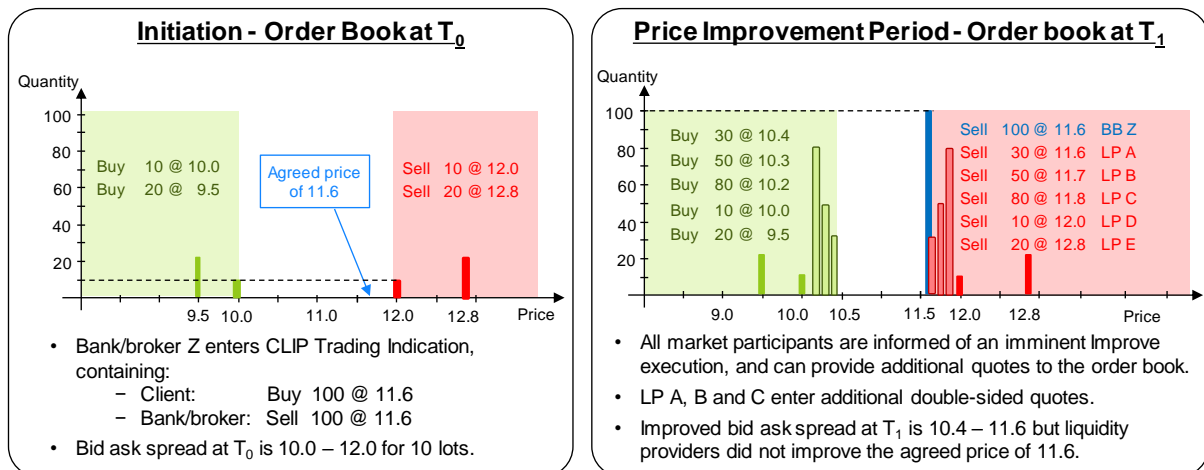 Initiation - Order Book at T0
Quantity
100
80
60
40
20
Buy 10 @ 10.0
Buy 20 @ 9.5
Agreed price
of 11.6
Sell 10 @ 12.0
Sell 20 @ 12.8
9.5 10.0 11.0 12.0 12.8 Price
• Bank/broker Z enters CLIP Trading Indication,
containing:
− Client: Buy 100 @ 11.6
− Bank/broker: Sell 100 @ 11.6
• Bid ask spread at T0 is 10.0 – 12.0 for 10 lots.
Price Improvement Period - Order book at T1
Quantity
100
80
60
40
20
Buy 30 @ 10.4
Buy 50 @ 10.3
Buy 80 @ 10.2
Buy 10 @ 10.0
Buy 20 @ 9.5
Sell 100 @ 11.6 BB Z
Sell 30 @ 11.6 LP A
Sell 50 @ 11.7 LP B
Sell 80 @ 11.8 LP C
Sell 10 @ 12.0 LP D
Sell 20 @ 12.8 LP E
9.0 10.0 10.5 11.5 12.0 12.8 Price
• All market participants are informed of an imminent Improve
execution, and can provide additional quotes to the order book.
• LP A, B and C enter additional double-sided quotes.
• Improved bid ask spread at T1 is 10.4 – 11.6 but liquidity
providers did not improve the agreed price of 11.6.